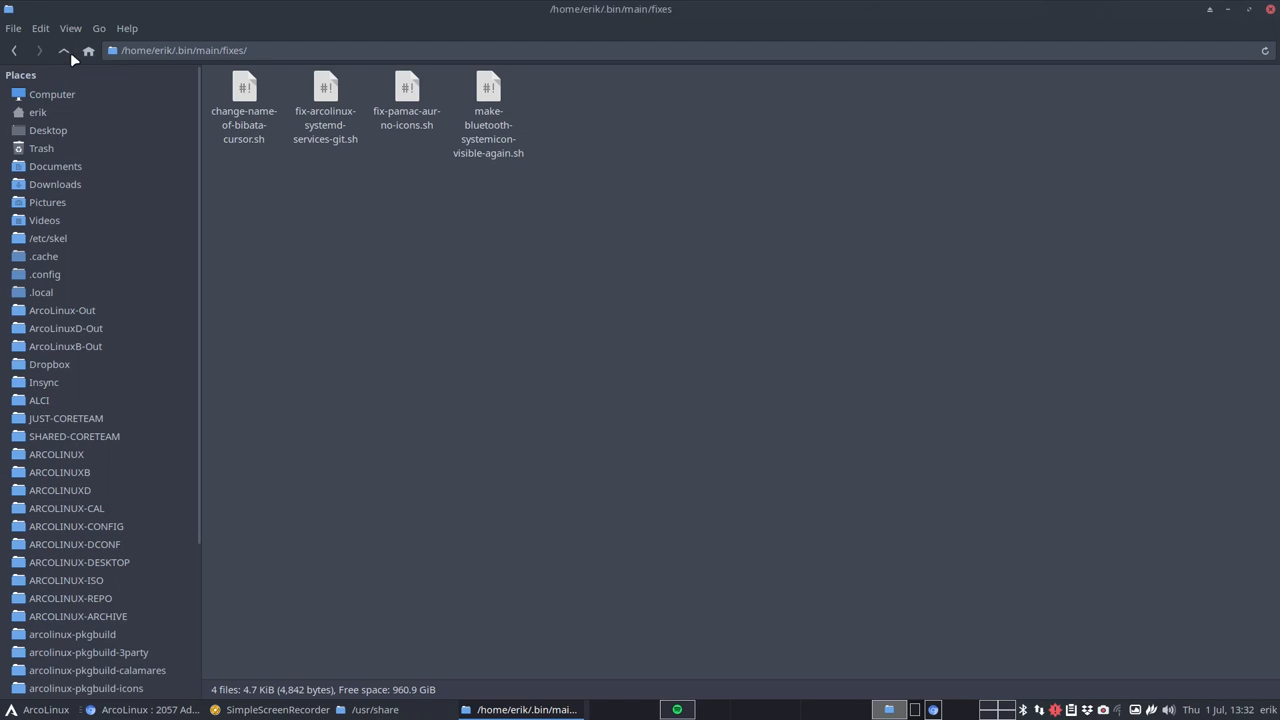 /home/erik/.bin/main/fixes
File Edit View Go Help
/home/erik/.bin/main/fixes/
Places
Computer
erik
Desktop
Trash
Documents
Downloads
Pictures
Videos
/etc/skel
.cache
.config
.local
ArcoLinux-Out
ArcoLinuxD-Out
ArcoLinuxB-Out
Dropbox
Insync
ALCI
JUST-CORETEAM
SHARED-CORETEAM
ARCOLINUX
ARCOLINUXB
ARCOLINUXD
ARCOLINUX-CAL
ARCOLINUX-CONFIG
ARCOLINUX-DCONF
ARCOLINUX-DESKTOP
ARCOLINUX-ISO
ARCOLINUX-REPO
ARCOLINUX-ARCHIVE
arcolinux-pkgbuild
arcolinux-pkgbuild-3party
arcolinux-pkgbuild-calamares
arcolinux-pkgbuild-icons
#! #! #! #!
change-name-
of-bibata-
cursor.sh
fix-arcolinux-
systemd-
services-git.sh
fix-pamac-aur-
no-icons.sh
make-
bluetooth-
systemicon-
visible-again.sh
4 files: 4.7 KiB (4,842 bytes), Free space: 960.9 GiB
ArcoLinux ArcoLinux : 2057 Ad... SimpleScreenRecorder /usr/share /home/erik/.bin/mai... Thu 1 Jul, 13:32 erik